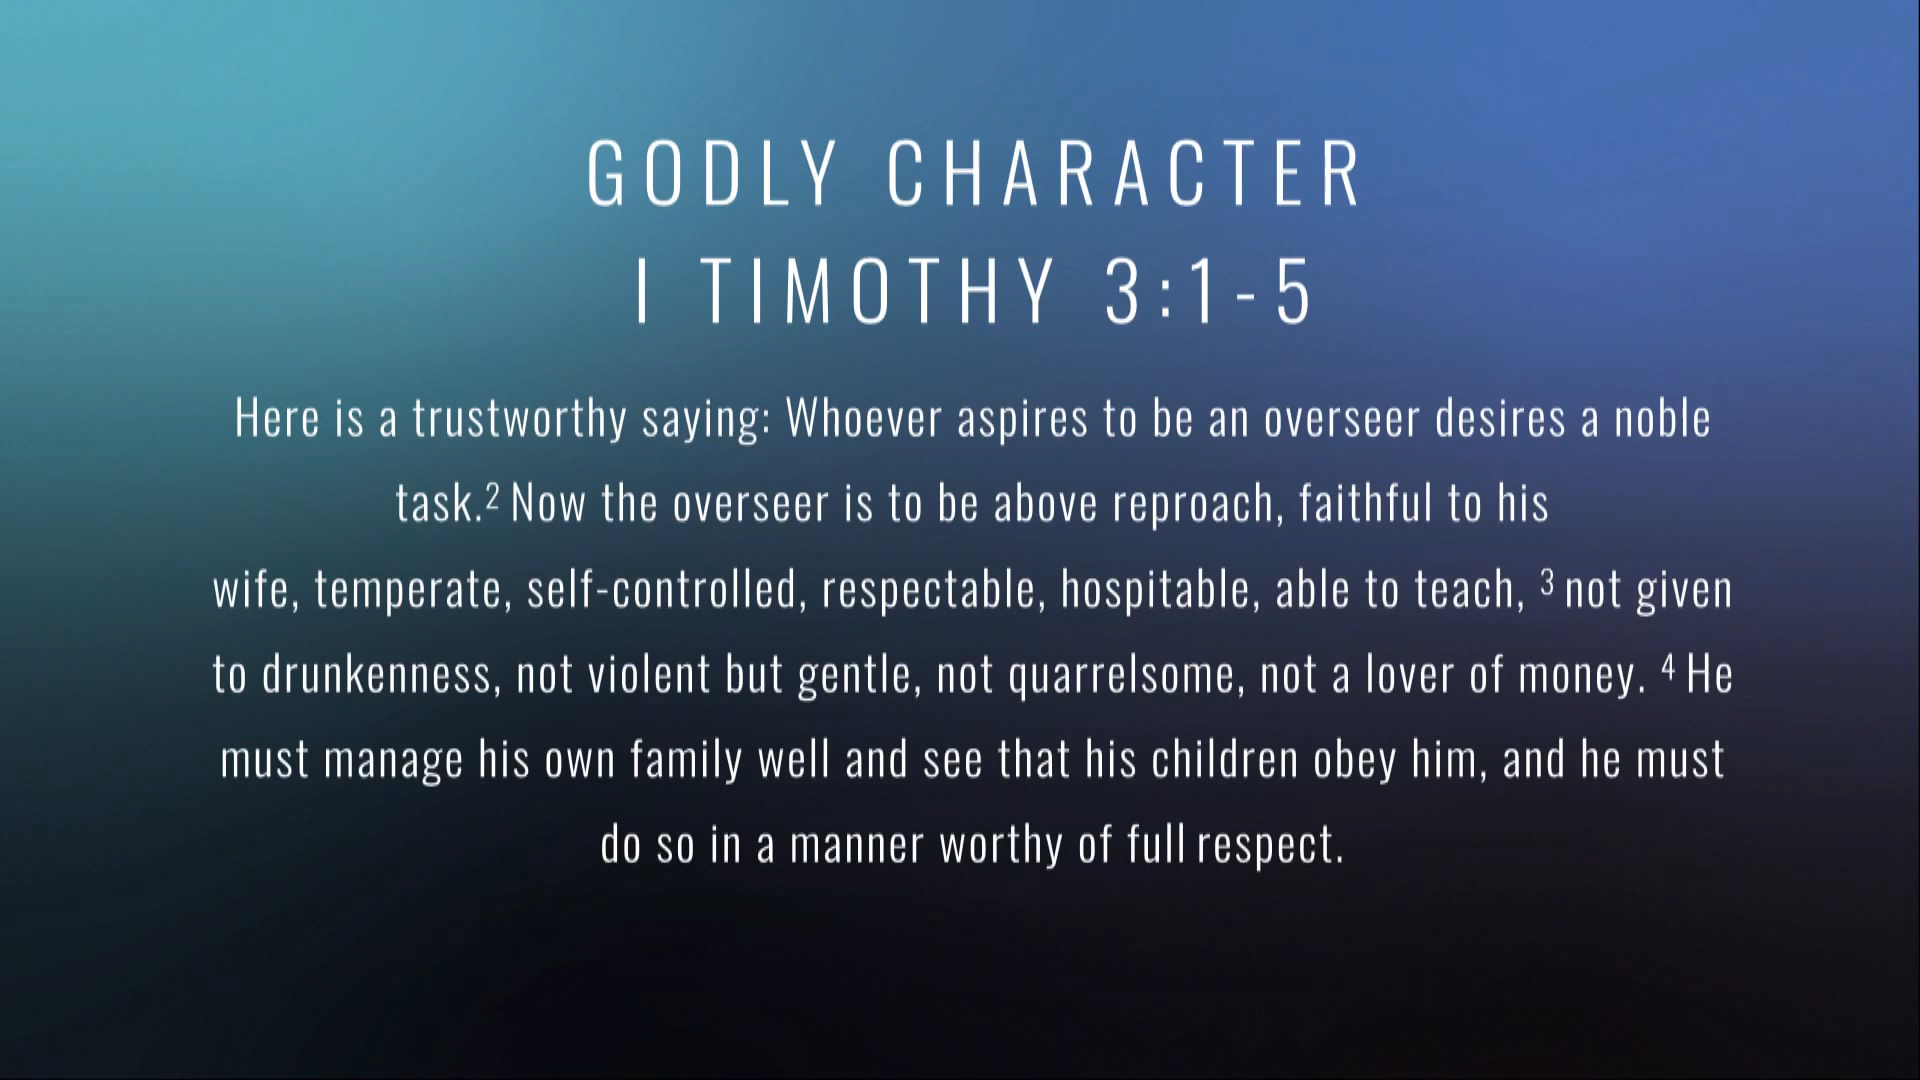 GODLY CHARACTER
I TIMOTHY 3:1-5
Here is a trustworthy saying: Whoever aspires to be an overseer desires a noble
task.² Now the overseer is to be above reproach, faithful to his
wife, temperate, self-controlled, respectable, hospitable, able to teach, ³ not given
to drunkenness, not violent but gentle, not quarrelsome, not a lover of money. ⁴ He
must manage his own family well and see that his children obey him, and he must
do so in a manner worthy of full respect.